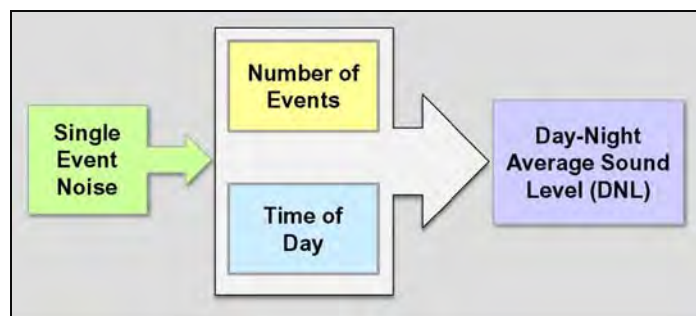 Single
Event
Noise
Number of
Events
Time of
Day
Day-Night
Average Sound
Level (DNL)